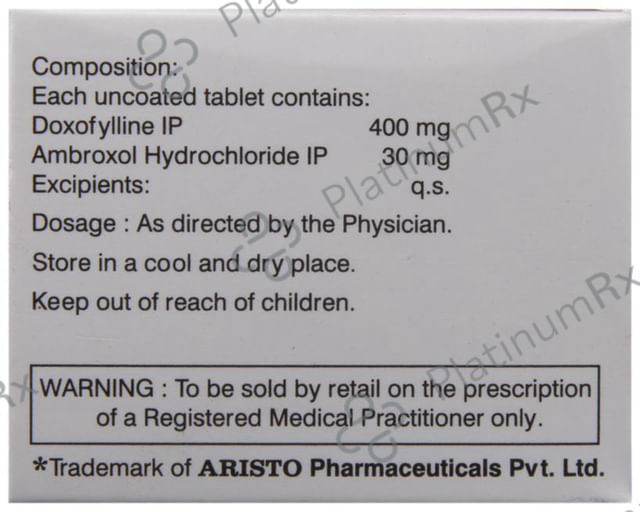 Composition:
Each uncoated tablet contains:
Doxofylline IP 400 mg
Ambroxol Hydrochloride IP 30 mg
Excipients: q.s.
Dosage : As directed by the Physician.
Store in a cool and dry place.
Keep out of reach of children.
WARNING : To be sold by retail on the prescription
of a Registered Medical Practitioner only.
*Trademark of ARISTO Pharmaceuticals Pvt. Ltd.
PlatinumRx
PlatinumRx